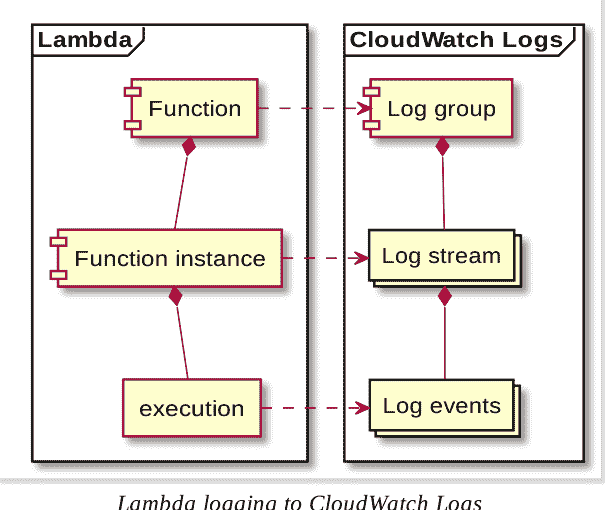 Lambda
CloudWatch Logs
Function
Log group
Function instance
Log stream
execution
Log events
Lambda logging to CloudWatch Logs